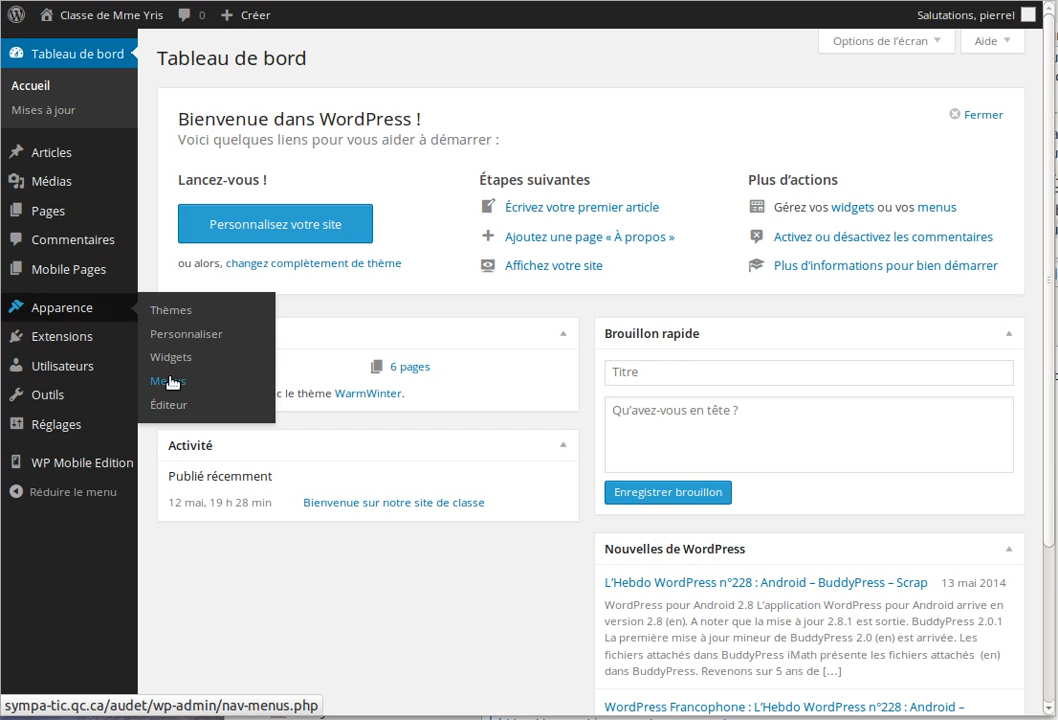 Classe de Mme Yris 0 Créer Salutations, pierrel
Tableau de bord
Accueil
Mises à jour
Articles
Médias
Pages
Commentaires
Mobile Pages
Apparence
Extensions
Utilisateurs
Outils
Réglages
WP Mobile Edition
Réduire le menu
Thèmes
Personnaliser
Widgets
Éditeur
Options de l’écran Aide
Tableau de bord
Bienvenue dans WordPress !
Voici quelques liens pour vous aider à démarrer :
Fermer
Lancez-vous !
Personnalisez votre site
ou alors, changez complètement de thème
Étapes suivantes
Écrivez votre premier article
Ajoutez une page « À propos »
Affichez votre site
Plus d’actions
Gérez vos widgets ou vos menus
Activez ou désactivez les commentaires
Plus d’informations pour bien démarrer
6 pages
le thème WarmWinter.
Activité
Publié récemment
12 mai, 19 h 28 min Bienvenue sur notre site de classe
Brouillon rapide
Titre
Qu’avez-vous en tête ?
Enregistrer brouillon
Nouvelles de WordPress
L’Hebdo WordPress n°228 : Android – BuddyPress – Scrap 13 mai 2014
WordPress pour Android 2.8 L’application WordPress pour Android arrive en
version 2.8 (en). A noter que la mise à jour 2.8.1 est sortie. BuddyPress 2.0.1
La première mise à jour mineur de BuddyPress 2.0 (en) est arrivée. Les
fichiers attachés dans BuddyPress iMath présente les fichiers attachés (en)
dans BuddyPress. Revenons sur 5 ans de […]
WordPress Francophone : L’Hebdo WordPress n°228 : Android –
sympa-tic.qc.ca/audet/wp-admin/nav-menus.php